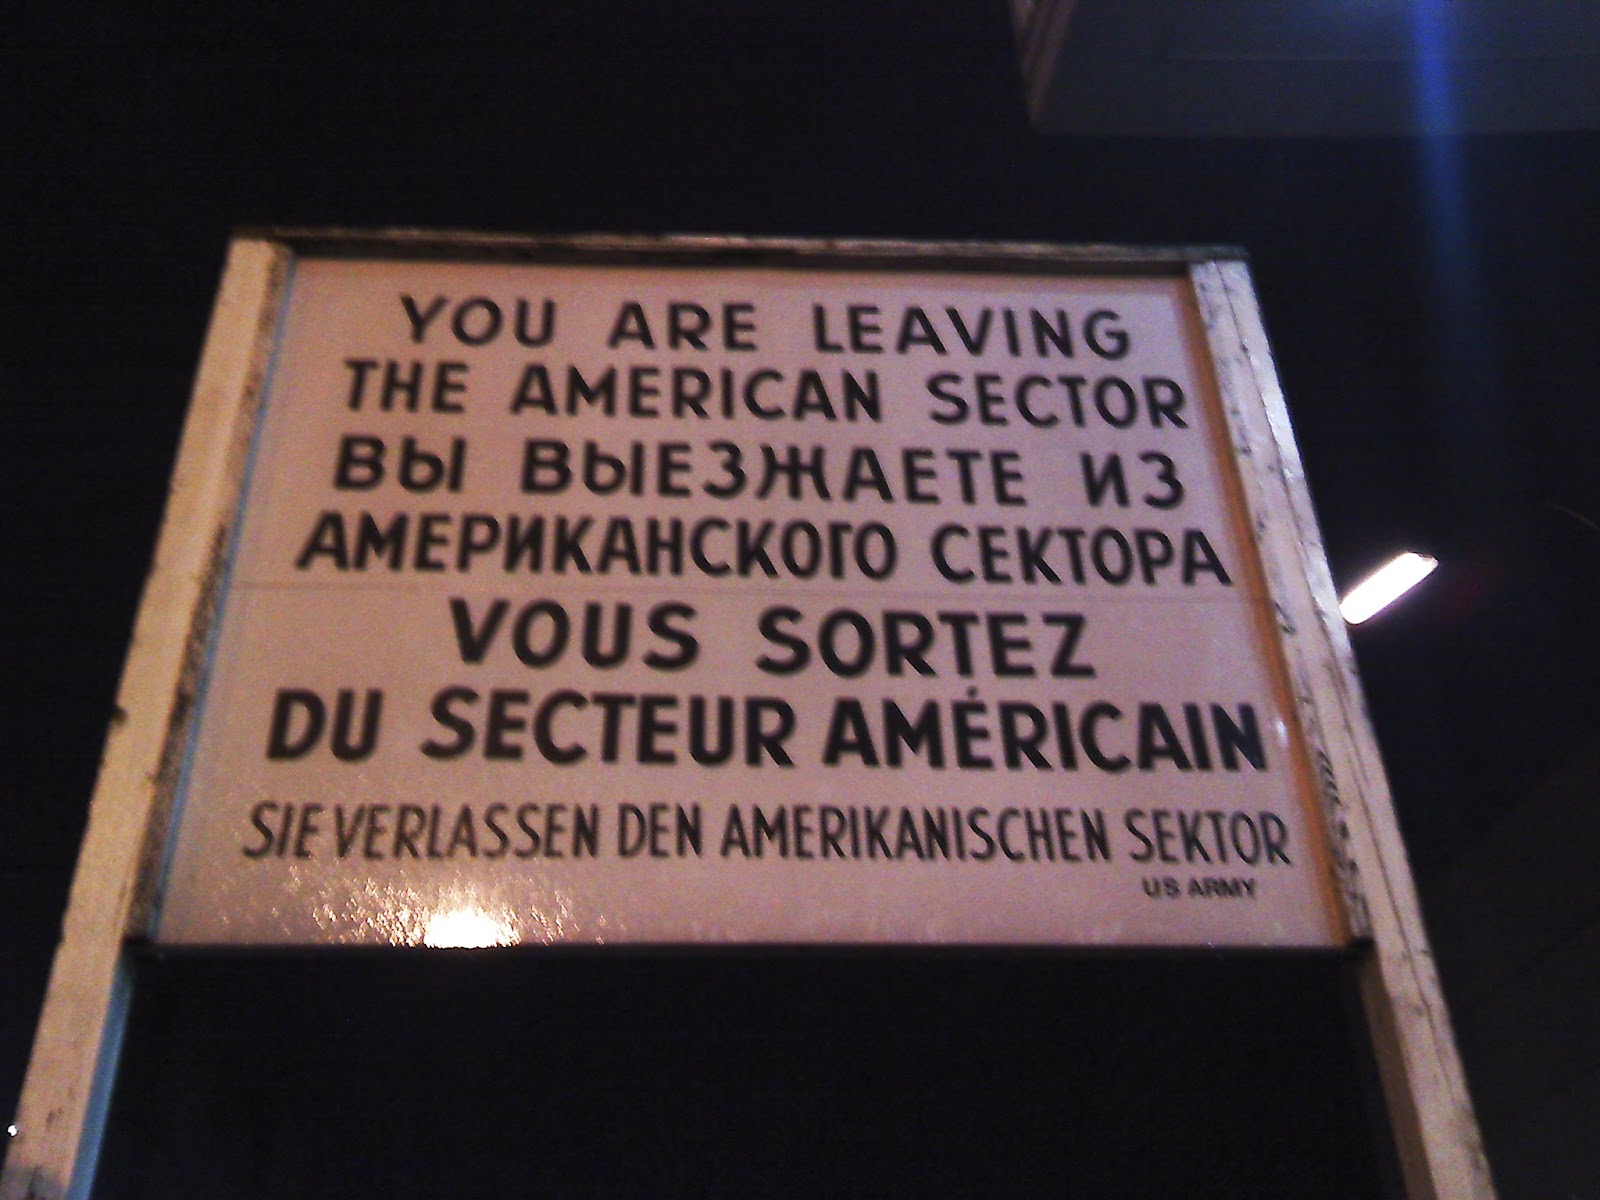 YOU ARE LEAVING
THE AMERICAN SECTOR
ВЫ ВЫЕЗЖАЕТЕ ИЗ
АМЕРИКАНСКОГО СЕКТОРА
VOUS SORTEZ
DU SECTEUR AMÉRICAIN
SIE VERLASSEN DEN AMERIKANISCHEN SEKTOR
US ARMY